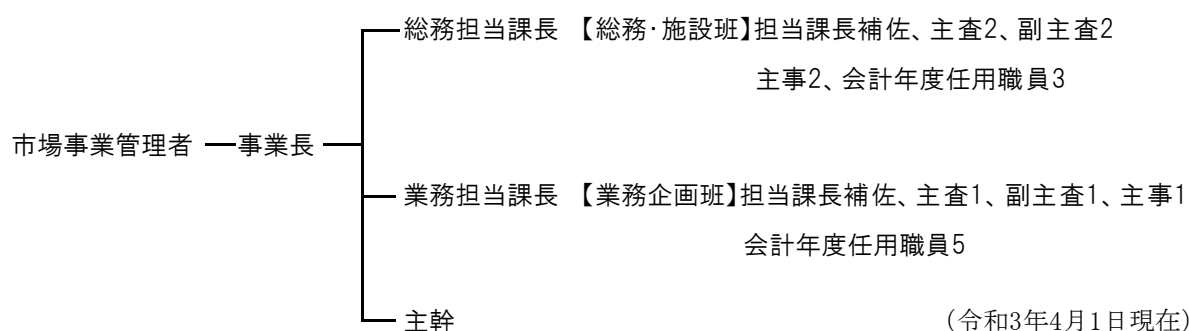 総務担当課長 【総務・施設班】担当課長補佐、主査2、副主査2
主事2、会計年度任用職員3
市場事業管理者 事業長
業務担当課長 【業務企画班】担当課長補佐、主査1、副主査1、主事1
会計年度任用職員5
主幹 (令和3年4月1日現在)